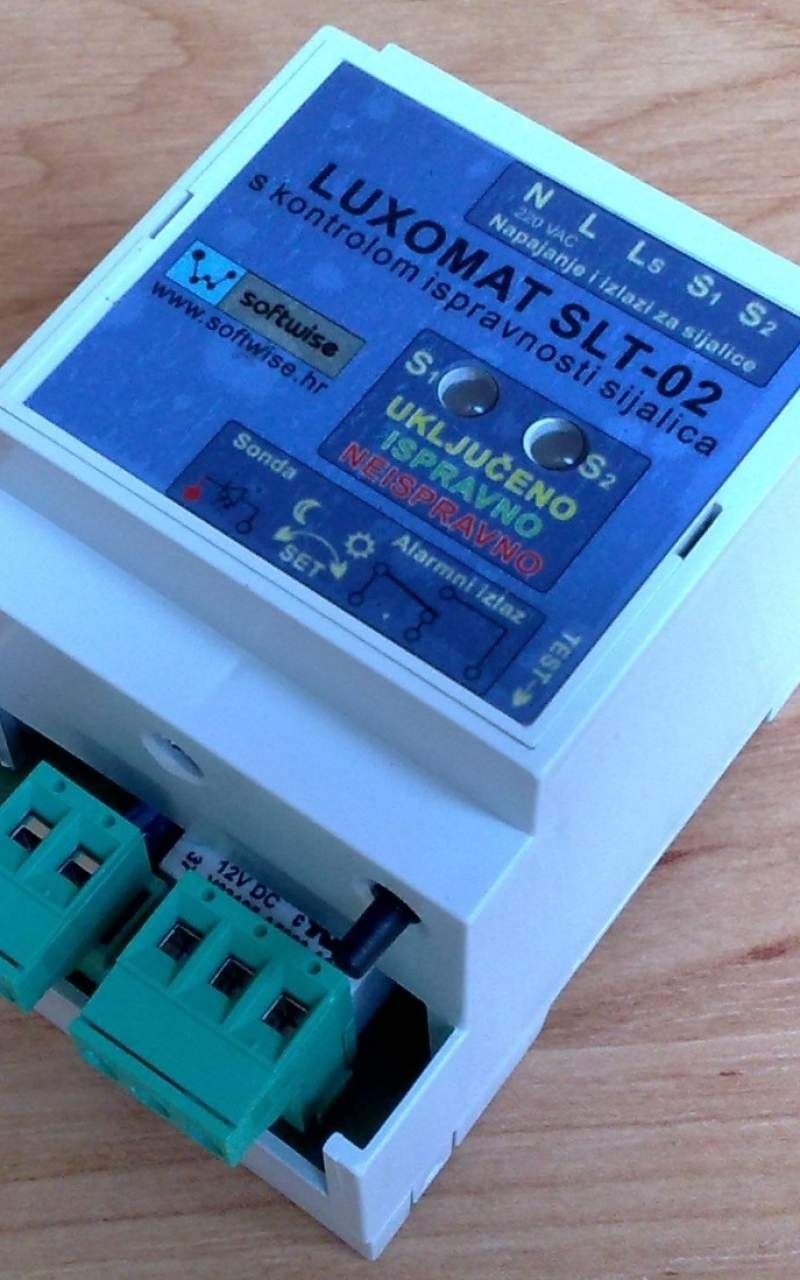 N L Ls S1 S2
220 VAC
Napajanje i izlazi za sijalice
LUXOMAT SLT-02
s kontrolom ispravnosti sijalica
softwise
www.softwise.hr
S1
S2
UKLJUČENO
ISPRAVNO
NEISPRAVNO
Sonda
SET
Alarmni izlaz
TEST
12V DC